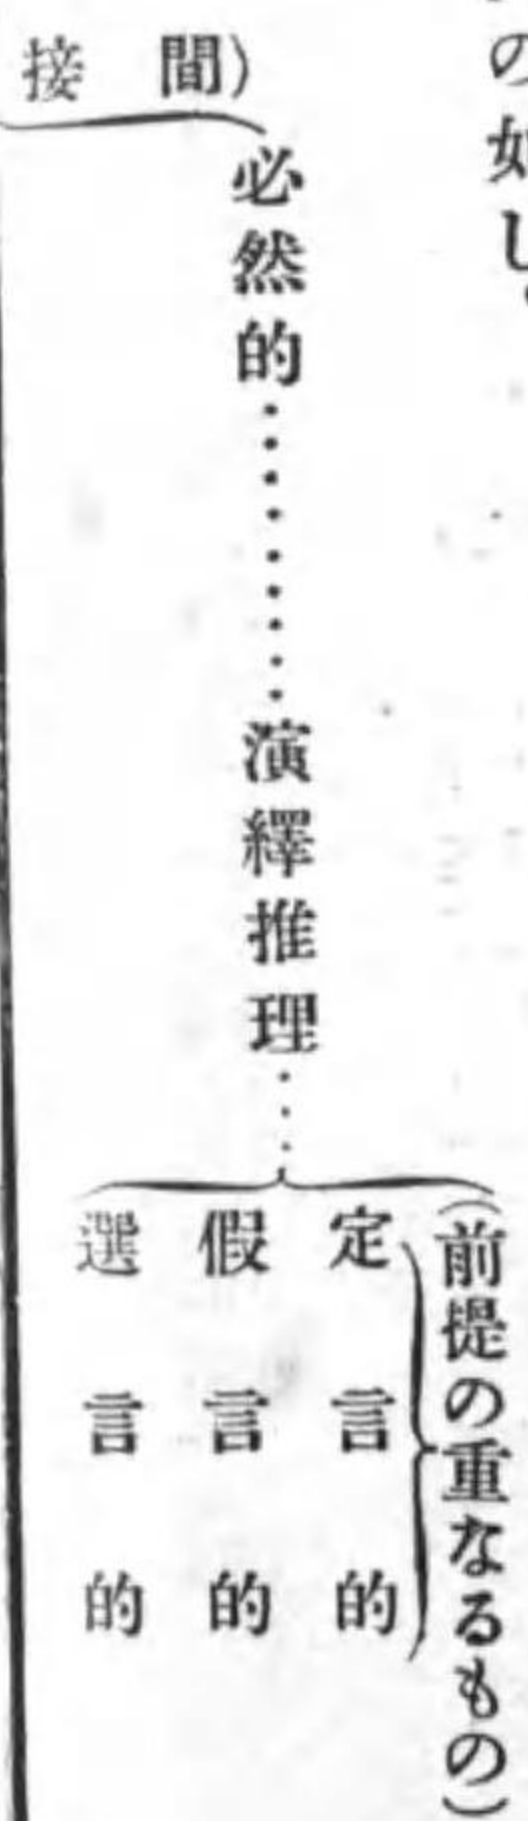 の如し。
(前提の重なるもの)
定言的
假言的
選言的
必然的………演繹推理…
接間)